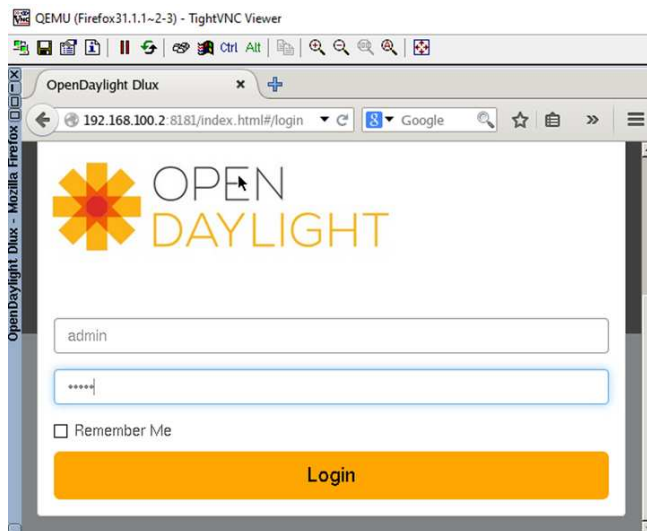 QEMU (Firefox31.1.1~2-3) - TightVNC Viewer
Ctrl Alt
OpenDaylight Dlux - Mozilla Firefox
OpenDaylight Dlux
192.168.100.2:8181/index.html#/login
8 Google
OPEN
DAYLIGHT
admin
•••••
Remember Me
Login